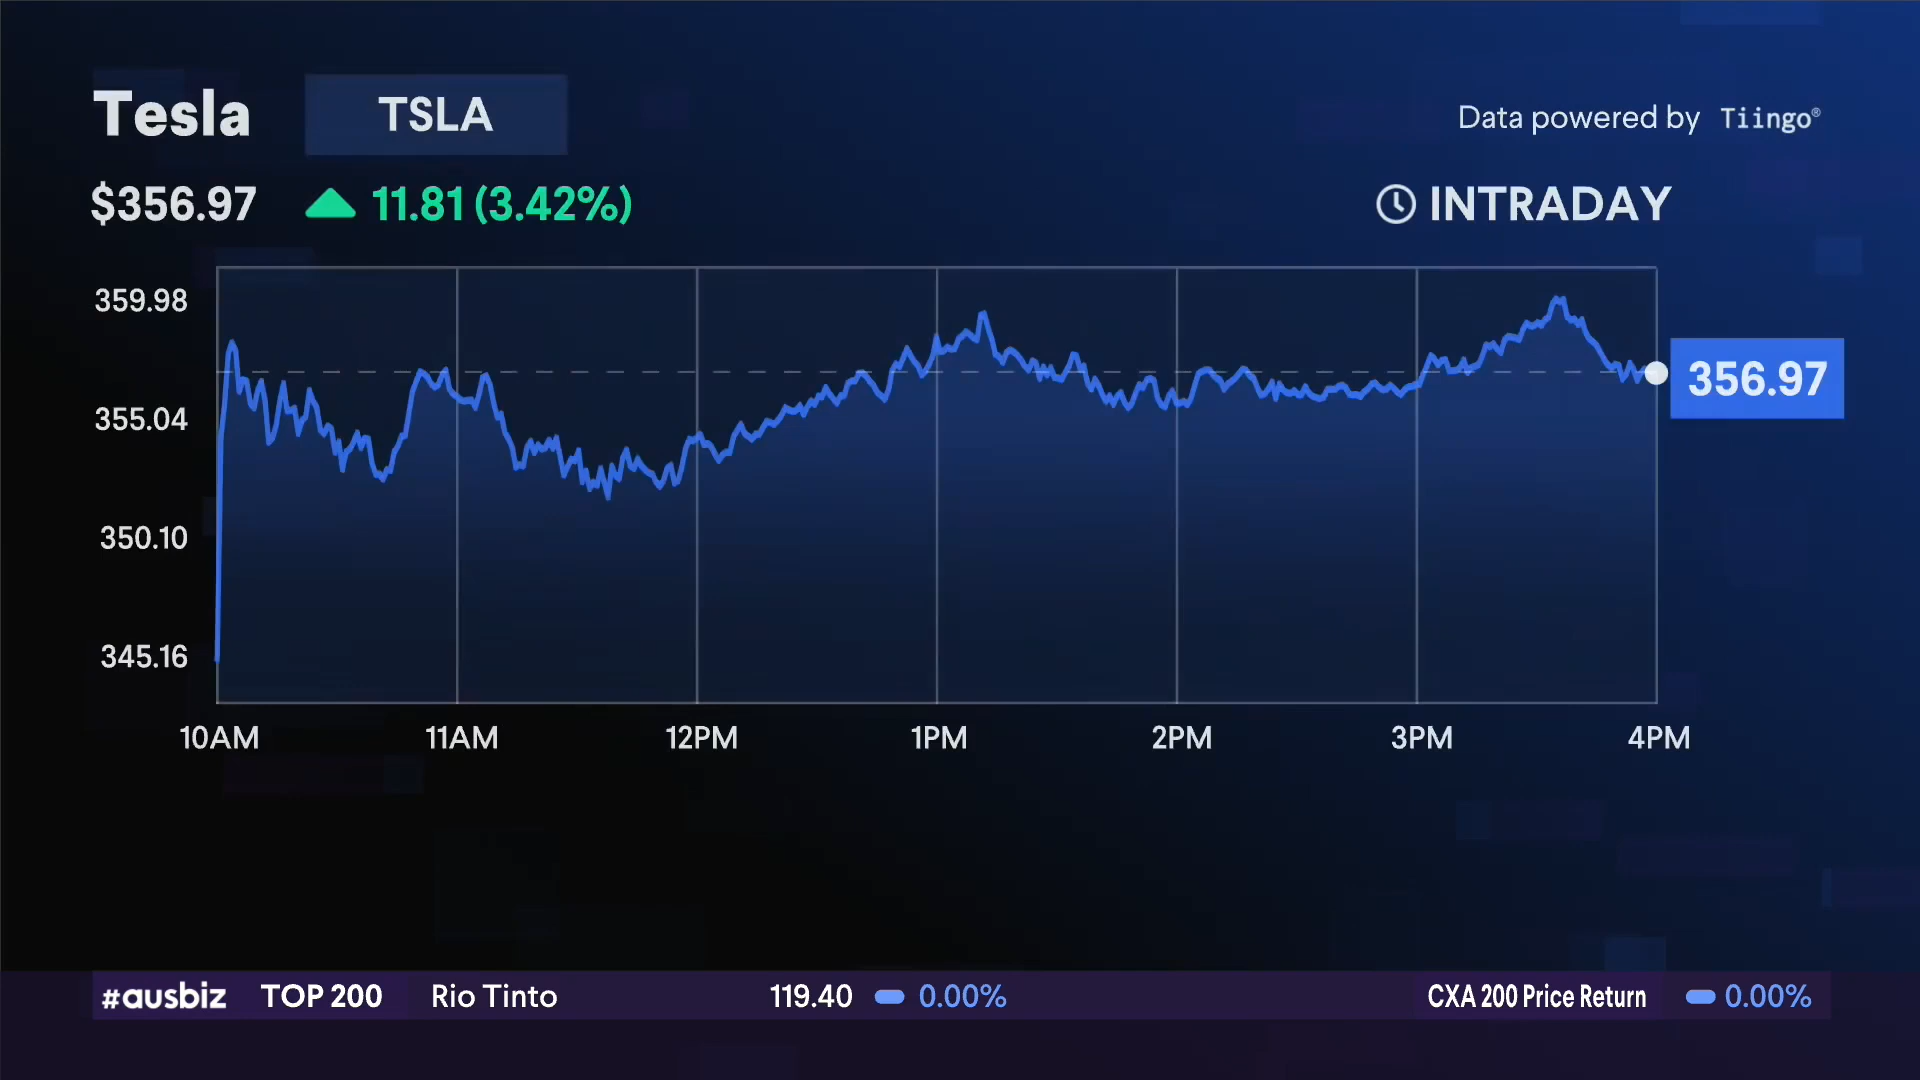 Tesla TSLA
Data powered by Tiingo®
$356.97 11.81 (3.42%)
INTRADAY
359.98
355.04
350.10
345.16
356.97
10AM 11AM 12PM 1PM 2PM 3PM 4PM
#ausbiz TOP 200 Rio Tinto 119.40 0.00% CXA 200 Price Return 0.00%